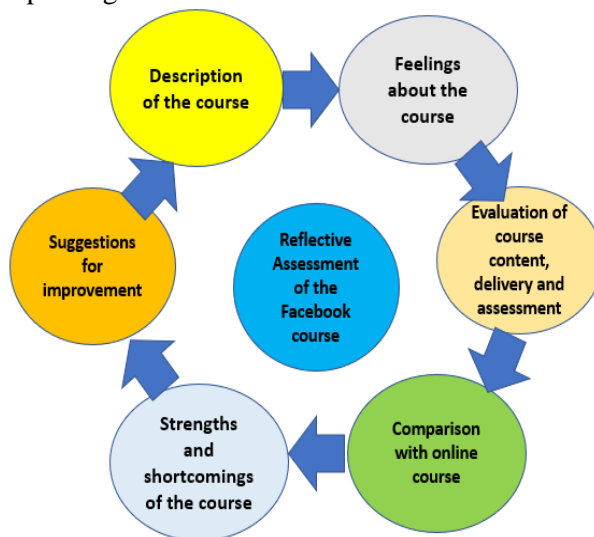 Description
of the course
Feelings
about the
course
Evaluation of
course
content,
delivery and
assessment
Comparison
with online
course
Strengths
and
shortcomings
of the course
Suggestions
for
improvement
Reflective
Assessment
of the
Facebook
course